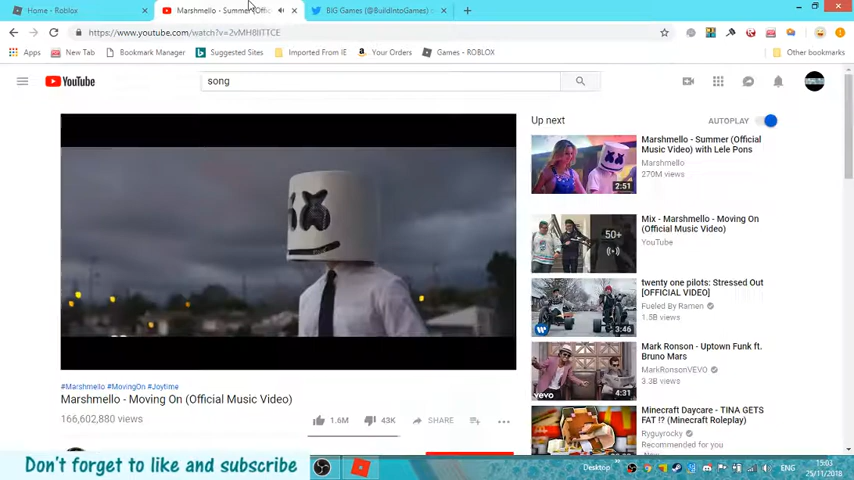 Home - Roblox
Marshmello - Summer (Offic
BIG Games (@BuildIntoGames)
https://www.youtube.com/watch?v=2vMH8lITTCE
Apps
Bookmarks
Suggested Sites
Imported From IE
Your Orders
Games - ROBLOX
Other bookmarks
YouTube
song
Up next
AUTOPLAY
Marshmello - Summer (Official
Music Video) with Lele Pons
Marshmello
270M views
2:51
Mix - Marshmello - Moving On
(Official Music Video)
YouTube
50+
twenty one pilots: Stressed Out
[OFFICIAL VIDEO]
Fueled By Ramen
1.5B views
3:46
Mark Ronson - Uptown Funk ft.
Bruno Mars
MarkRonsonVEVO
3.3B views
vevo
4:31
Minecraft Daycare - TINA GETS
FAT !? (Minecraft Roleplay)
Ryguyrocky
Recommended for you
#Marshmello #MovingOn #Joytime
Marshmello - Moving On (Official Music Video)
166,602,880 views
1.6M
43K
SHARE
Don't forget to like and subscribe
Desktop
ENG
15:03
25/11/2018